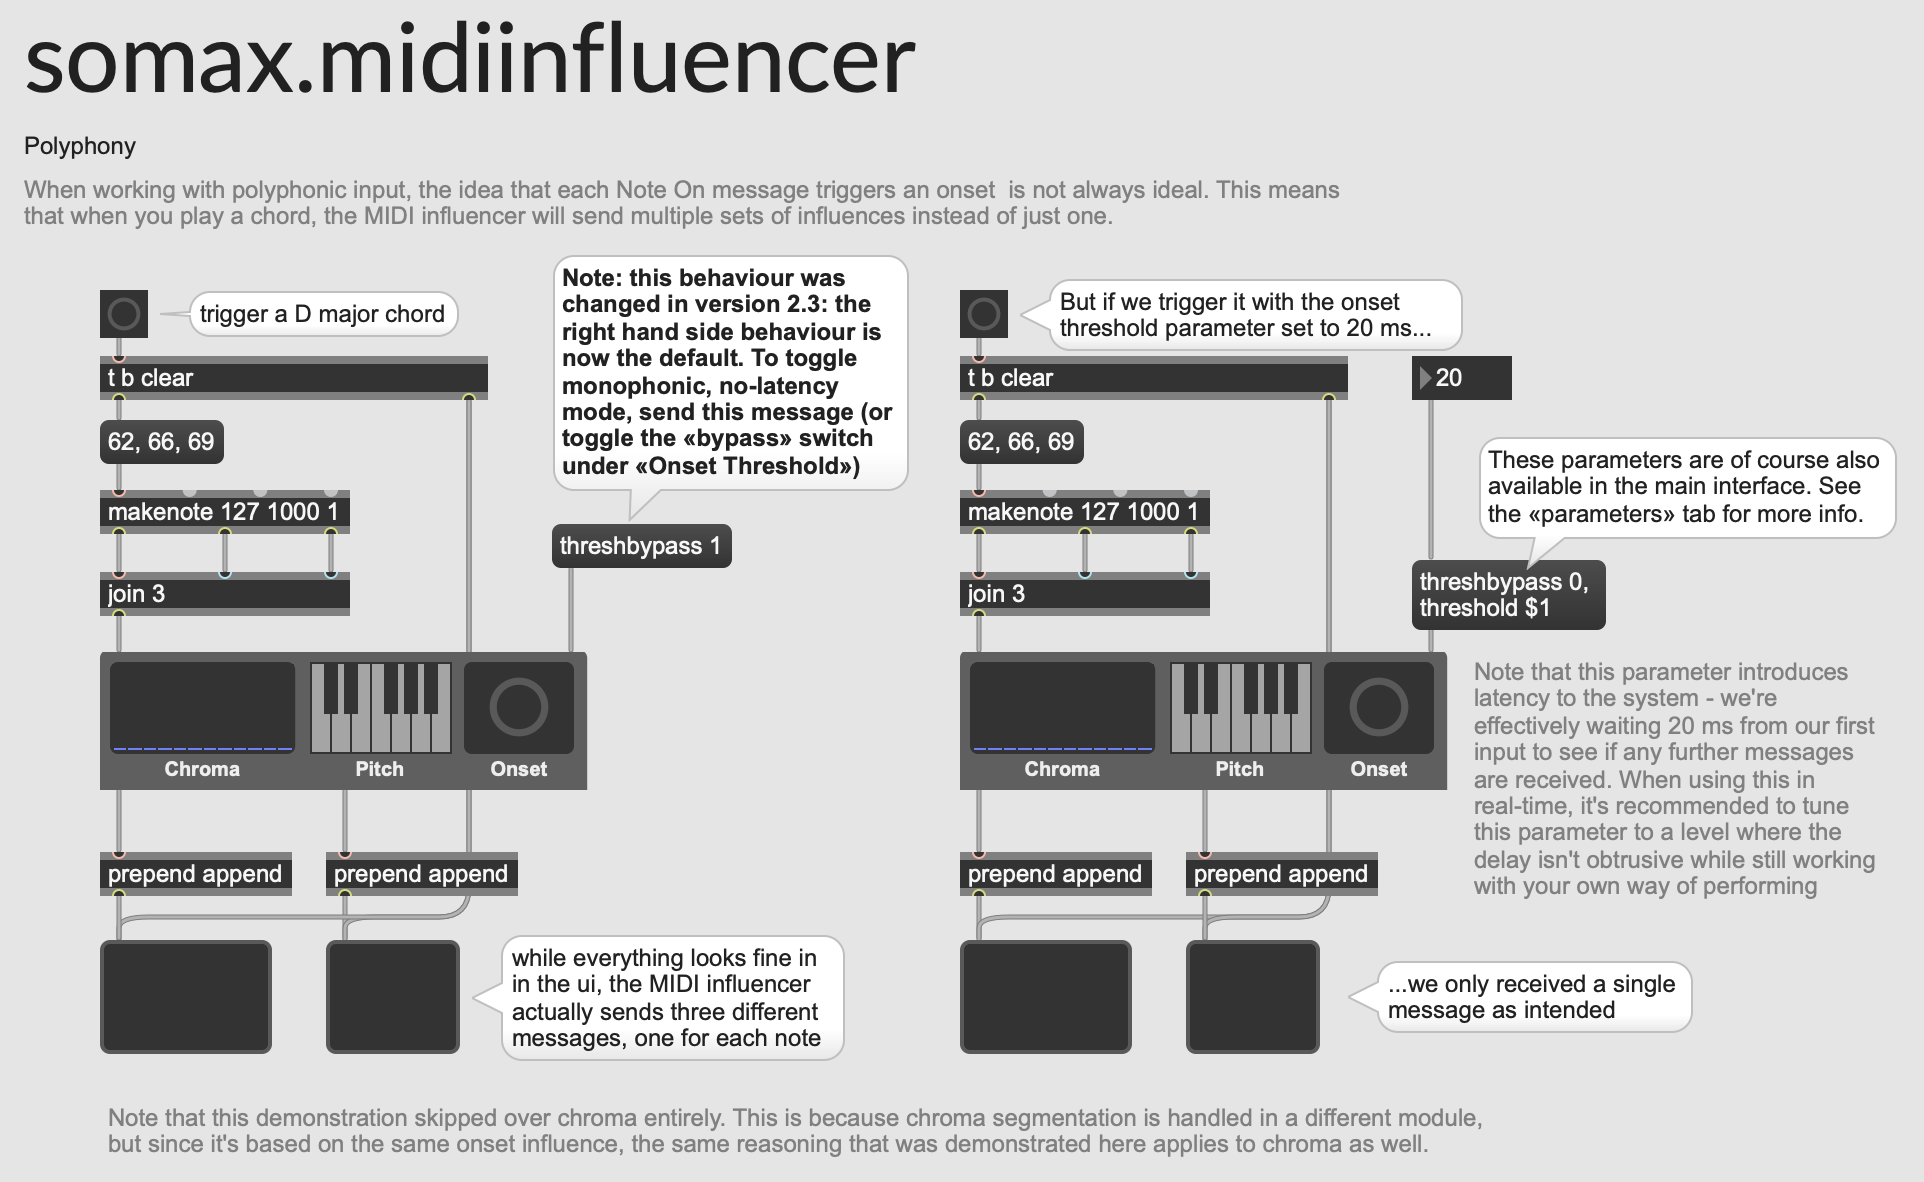 somax.midiinfluencer
Polyphony
When working with polyphonic input, the idea that each Note On message triggers an onset  is not always ideal. This means
that when you play a chord, the MIDI influencer will send multiple sets of influences instead of just one.
trigger a D major chord
t b clear
62, 66, 69
makenote 127 1000 1
join 3
Note: this behaviour was
changed in version 2.3: the
right hand side behaviour is
now the default. To toggle
monophonic, no-latency
mode, send this message (or
toggle the «bypass» switch
under «Onset Threshold»)
threshbypass 1
Chroma
Pitch
Onset
prepend append
prepend append
while everything looks fine in
in the ui, the MIDI influencer
actually sends three different
messages, one for each note
But if we trigger it with the onset
threshold parameter set to 20 ms...
t b clear
20
62, 66, 69
makenote 127 1000 1
join 3
These parameters are of course also
available in the main interface. See
the «parameters» tab for more info.
threshbypass 0,
threshold $1
Chroma
Pitch
Onset
Note that this parameter introduces
latency to the system - we're
effectively waiting 20 ms from our first
input to see if any further messages
are received. When using this in
real-time, it's recommended to tune
this parameter to a level where the
delay isn't obtrusive while still working
with your own way of performing
prepend append
prepend append
...we only received a single
message as intended
Note that this demonstration skipped over chroma entirely. This is because chroma segmentation is handled in a different module,
but since it's based on the same onset influence, the same reasoning that was demonstrated here applies to chroma as well.